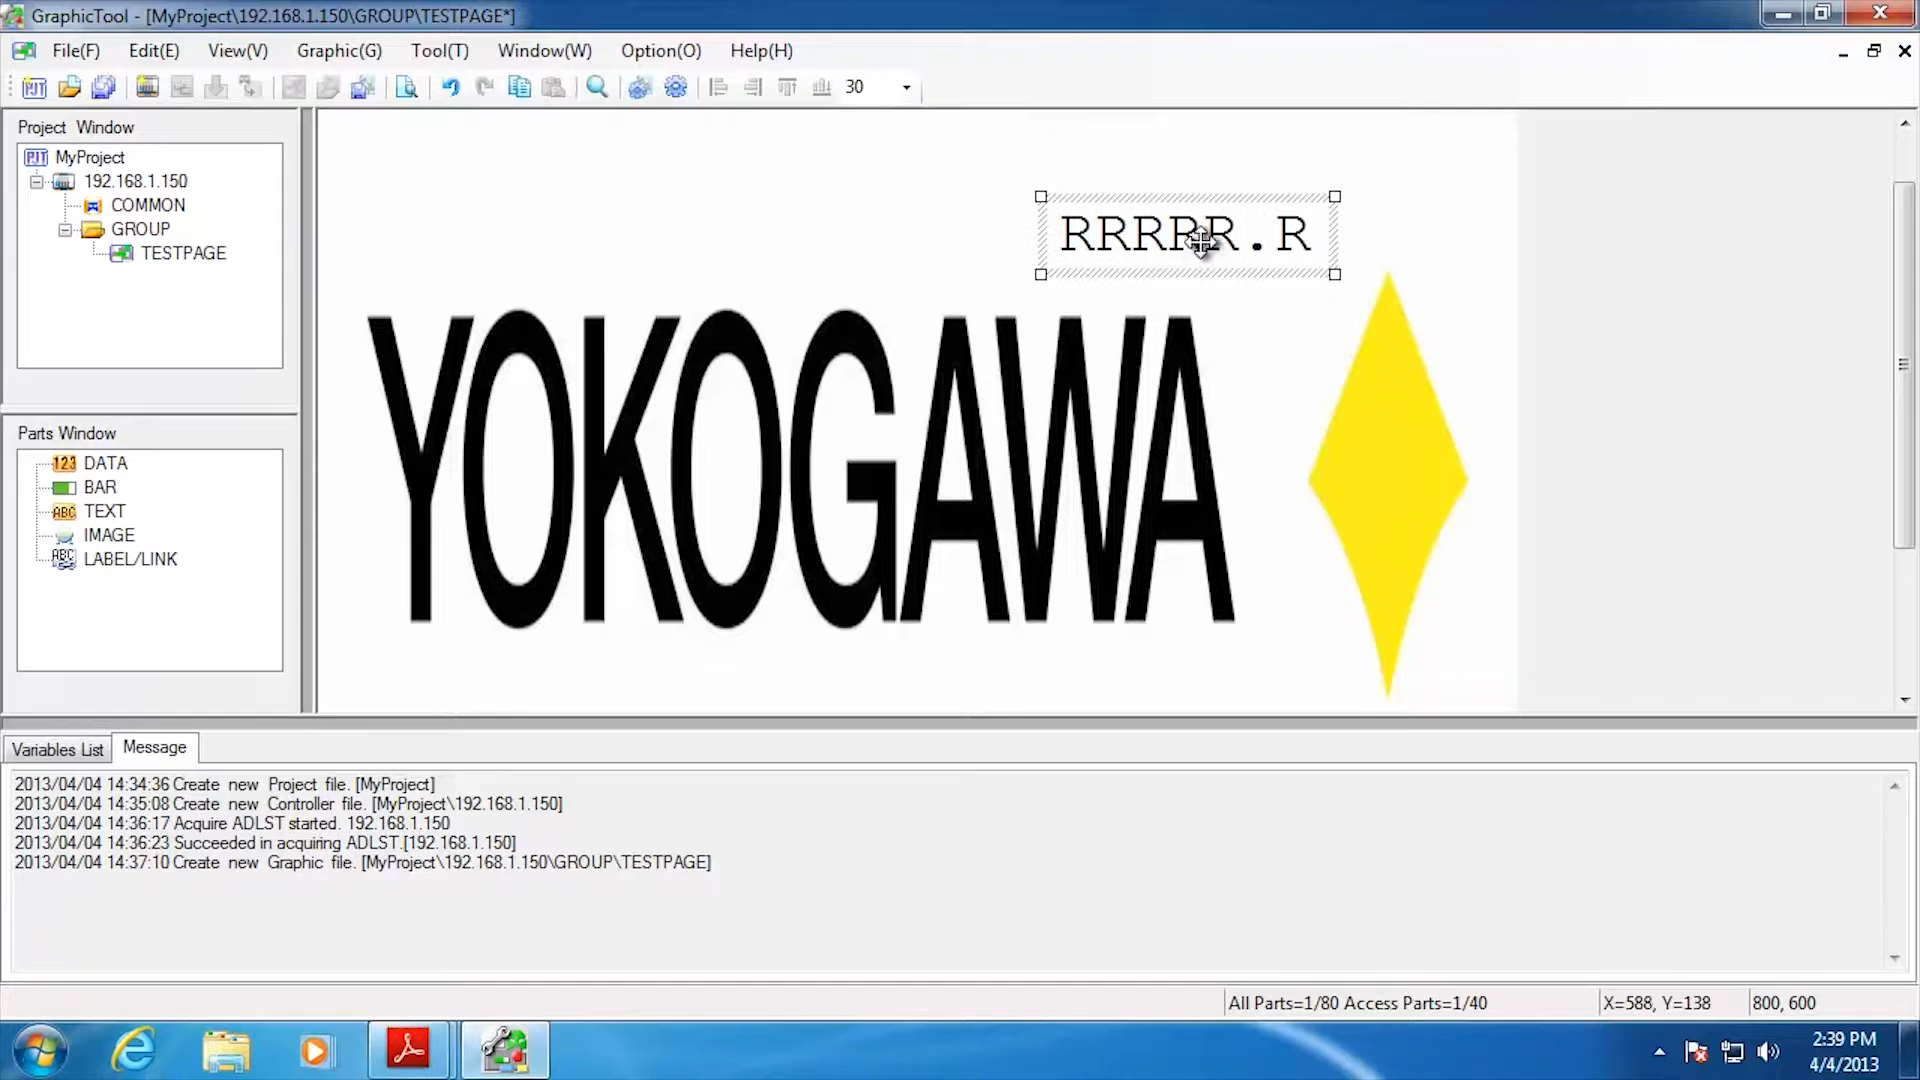 GraphicTool - [MyProject\192.168.1.150\GROUP\TESTPAGE*]
File(F) Edit(E) View(V) Graphic(G) Tool(T) Window(W) Option(O) Help(H)
PJT 30
Project Window
PJT MyProject
192.168.1.150
COMMON
GROUP
TESTPAGE
Parts Window
123 DATA
BAR
ABC TEXT
IMAGE
ABC LABEL/LINK
RRRRR.R
YOKOGAWA
Variables List Message
2013/04/04 14:34:36 Create new Project file. [MyProject]
2013/04/04 14:35:08 Create new Controller file. [MyProject\192.168.1.150]
2013/04/04 14:36:17 Acquire ADLST started. 192.168.1.150
2013/04/04 14:36:23 Succeeded in acquiring ADLST.[192.168.1.150]
2013/04/04 14:37:10 Create new Graphic file. [MyProject\192.168.1.150\GROUP\TESTPAGE]
All Parts=1/80 Access Parts=1/40 X=588, Y=138 800, 600
2:39 PM
4/4/2013